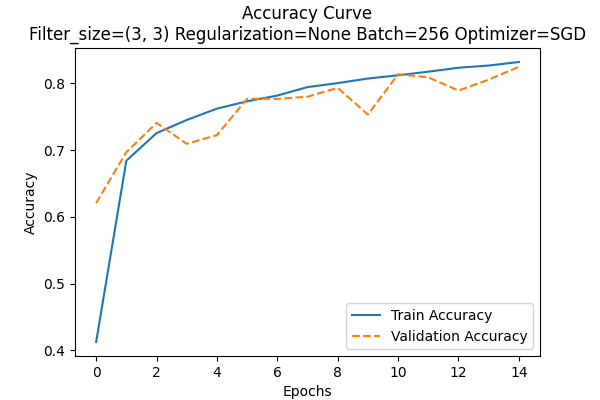 Accuracy Curve
Filter_size=(3, 3) Regularization=None Batch=256 Optimizer=SGD
0.8
0.7
0.6
0.5
0.4
Accuracy
Train Accuracy
Validation Accuracy
0 2 4 6 8 10 12 14
Epochs